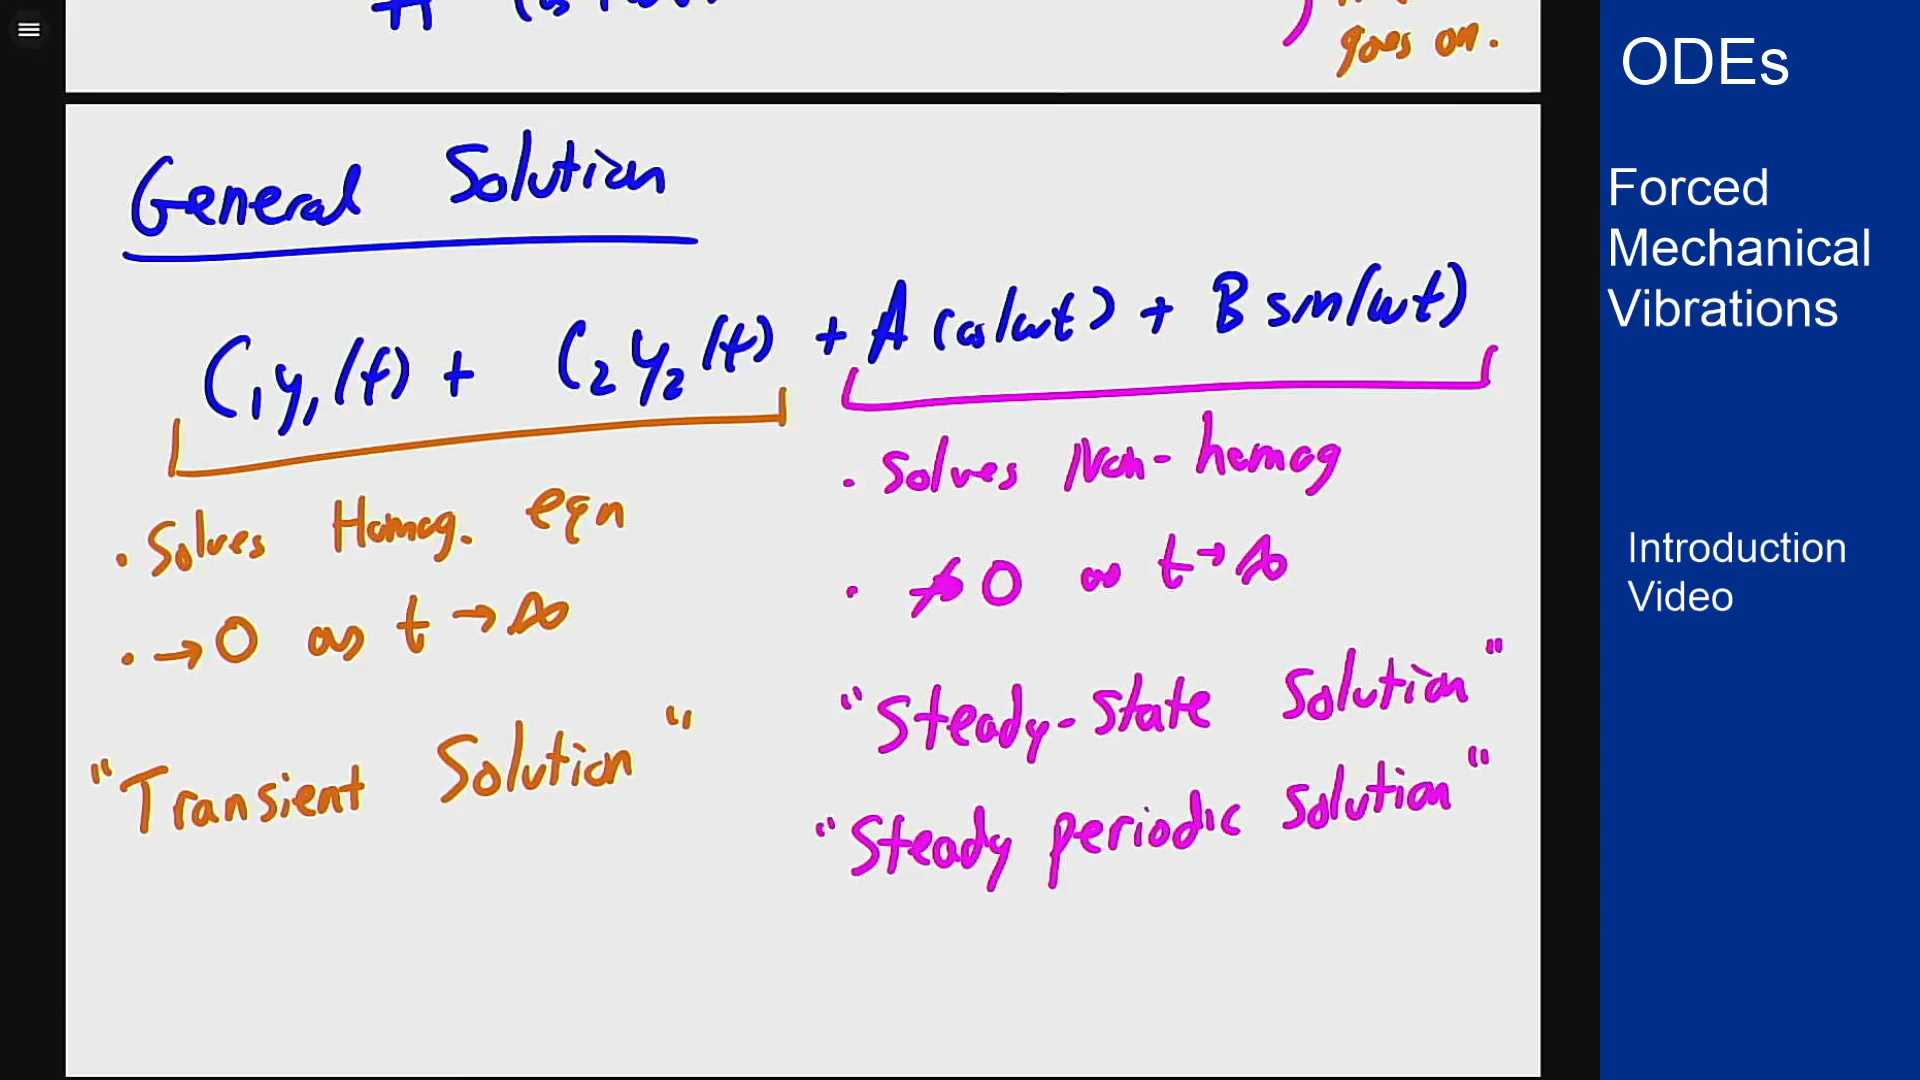 goes on.
General Solution
C₁y₁(t) + C₂y₂(t) + A cos(ωt) + B sin(ωt)
. Solves Homog. eqn
. → 0 as t → ∞
"Transient Solution"
. Solves Non-homog
. ↛ 0 as t → ∞
"Steady-State Solution"
"Steady periodic Solution"
ODEs
Forced
Mechanical
Vibrations
Introduction
Video